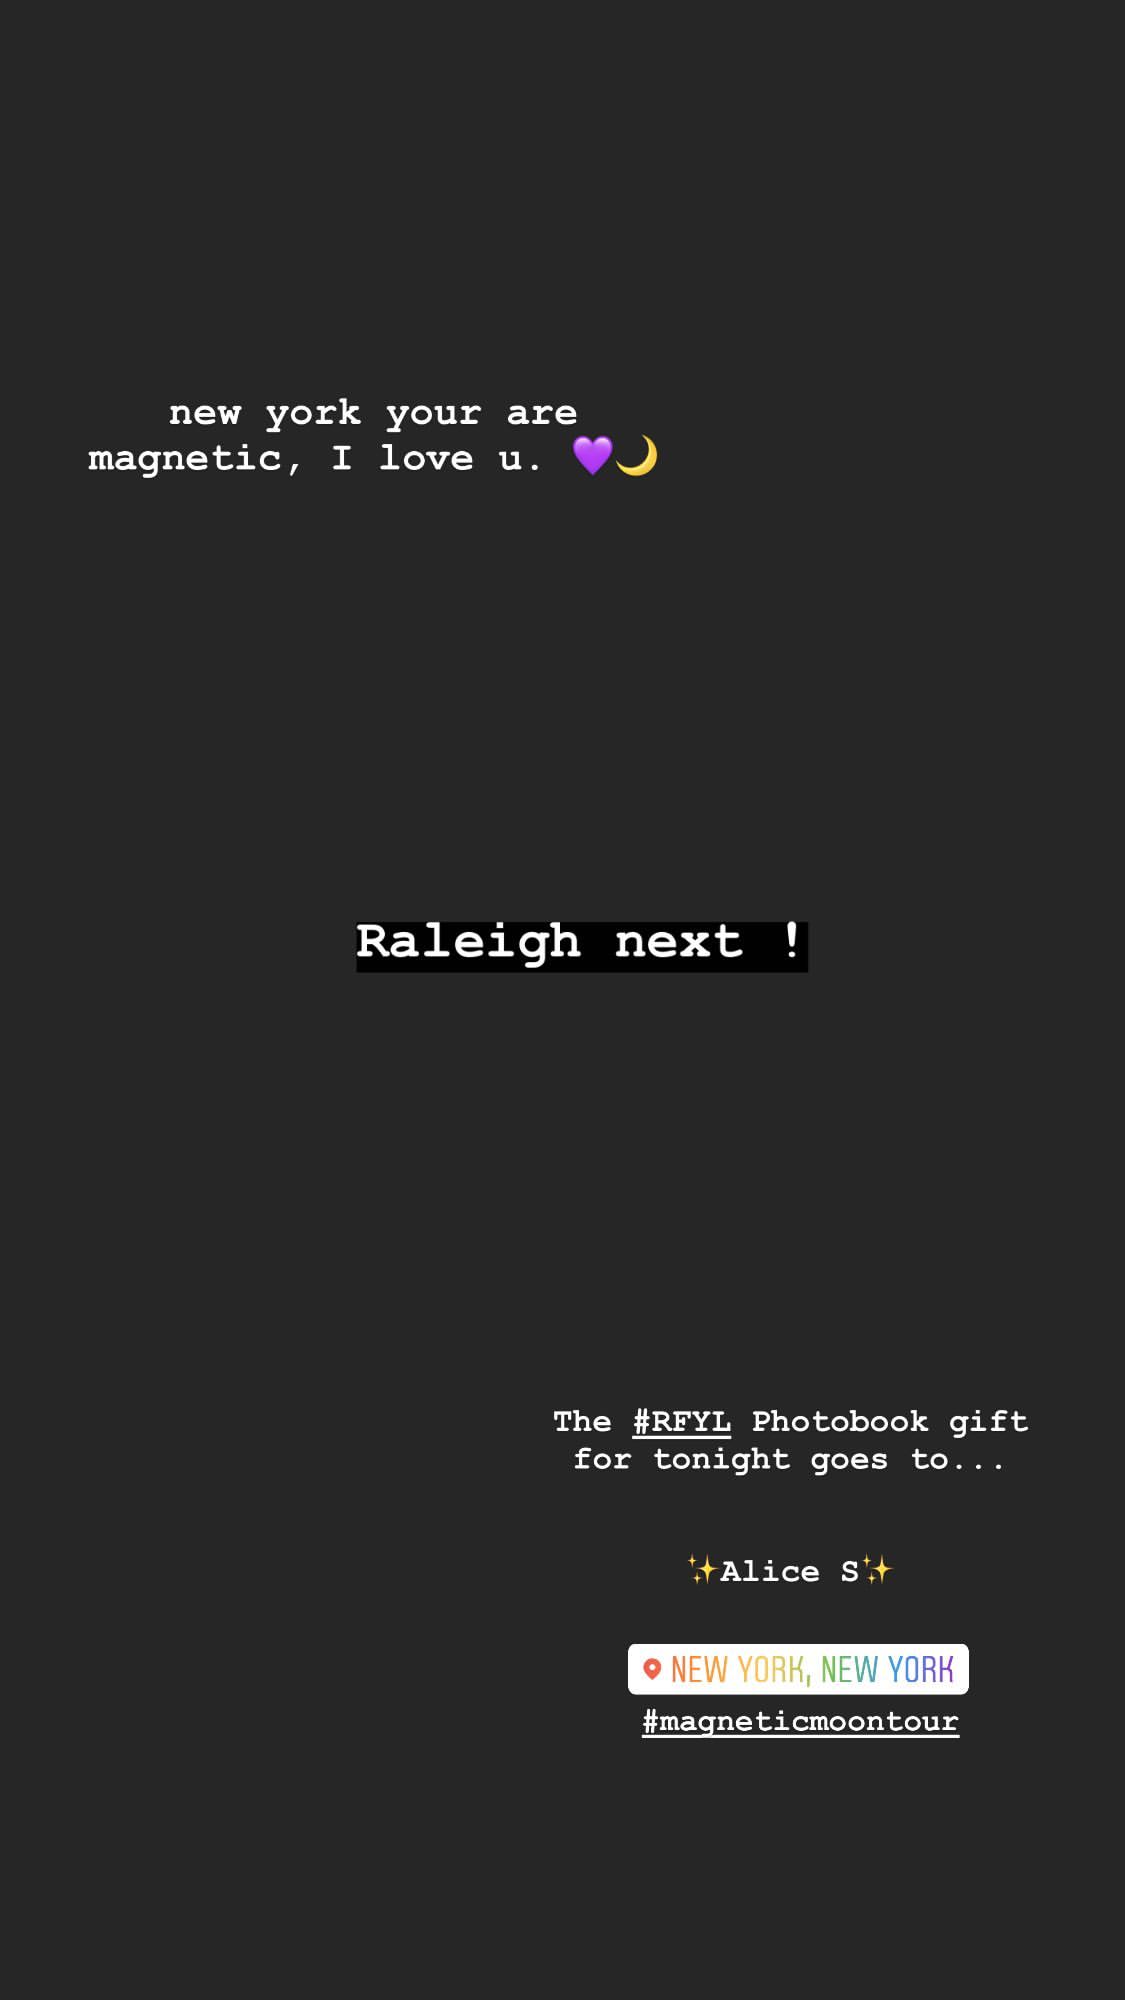 new york your are
magnetic, I love u. 💜🌙
Raleigh next !
The #RFYL Photobook gift
for tonight goes to...
✨Alice S✨
NEW YORK, NEW YORK
#magneticmoontour